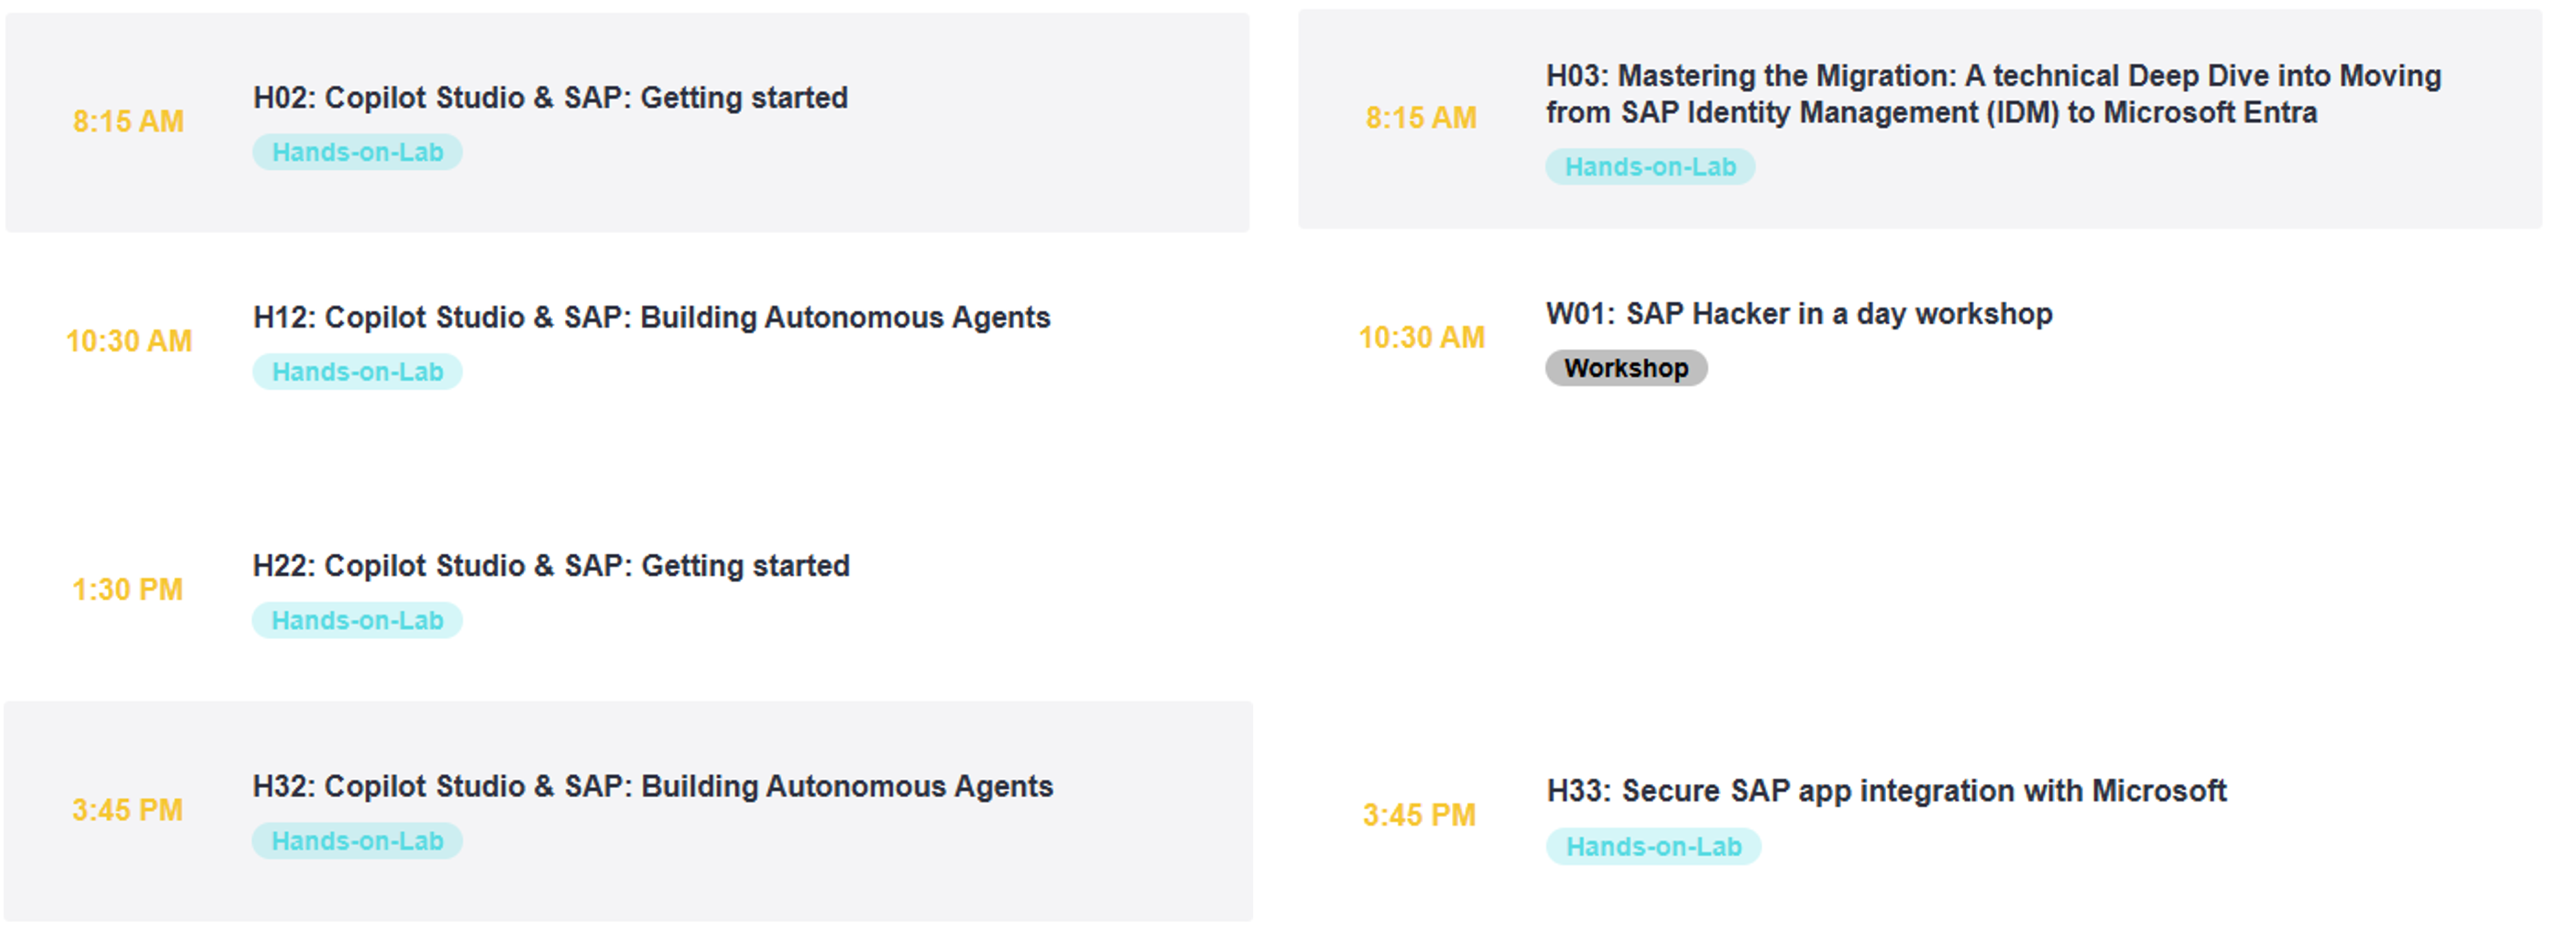 8:15 AM
H02: Copilot Studio & SAP: Getting started
Hands-on-Lab
10:30 AM
H12: Copilot Studio & SAP: Building Autonomous Agents
Hands-on-Lab
1:30 PM
H22: Copilot Studio & SAP: Getting started
Hands-on-Lab
3:45 PM
H32: Copilot Studio & SAP: Building Autonomous Agents
Hands-on-Lab
8:15 AM
H03: Mastering the Migration: A technical Deep Dive into Moving
from SAP Identity Management (IDM) to Microsoft Entra
Hands-on-Lab
10:30 AM
W01: SAP Hacker in a day workshop
Workshop
3:45 PM
H33: Secure SAP app integration with Microsoft
Hands-on-Lab